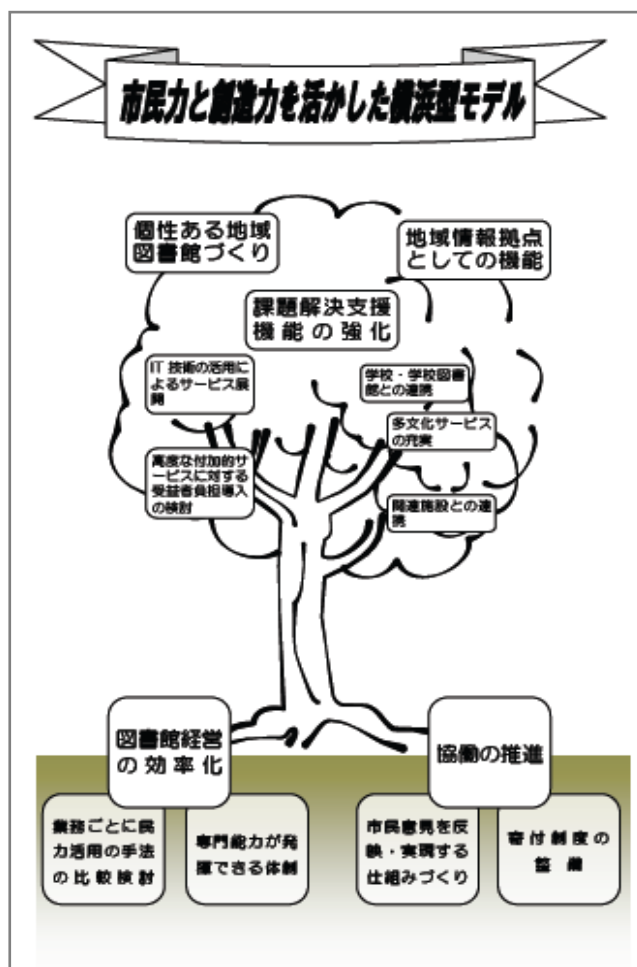 市民力と創造力を活かした横浜型モデル
個性ある地域
図書館づくり
地域情報拠点
としての機能
課題解決支援
機能の強化
IT 技術の活用に
よるサービス展
開
学校・学校図書
館との連携
多文化サービス
の充実
高度な付加的サ
ービスに対する
受益者負担導入
の検討
関連施設との連
携
図書館経営
の効率化
協働の推進
業務ごとに民
力活用の手法
の比較検討
専門能力が発
揮できる体制
市民意見を反
映・実現する
仕組みづくり
寄付制度の
整備